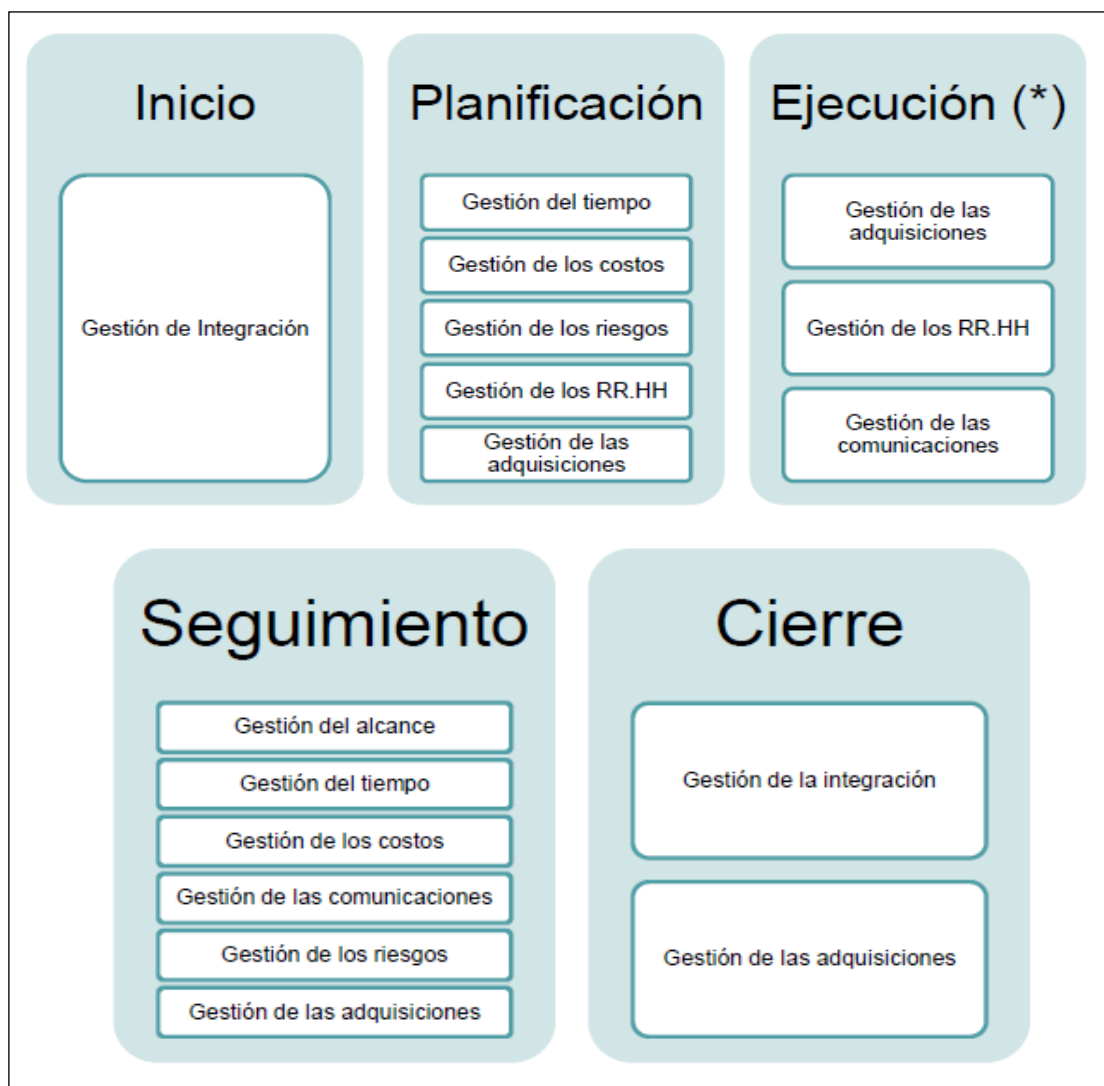 Inicio
Gestión de Integración
Planificación
Gestión del tiempo
Gestión de los costos
Gestión de los riesgos
Gestión de los RR.HH
Gestión de las
adquisiciones
Ejecución (*)
Gestión de las
adquisiciones
Gestión de los RR.HH
Gestión de las
comunicaciones
Seguimiento
Gestión del alcance
Gestión del tiempo
Gestión de los costos
Gestión de las comunicaciones
Gestión de los riesgos
Gestión de las adquisiciones
Cierre
Gestión de la integración
Gestión de las adquisiciones